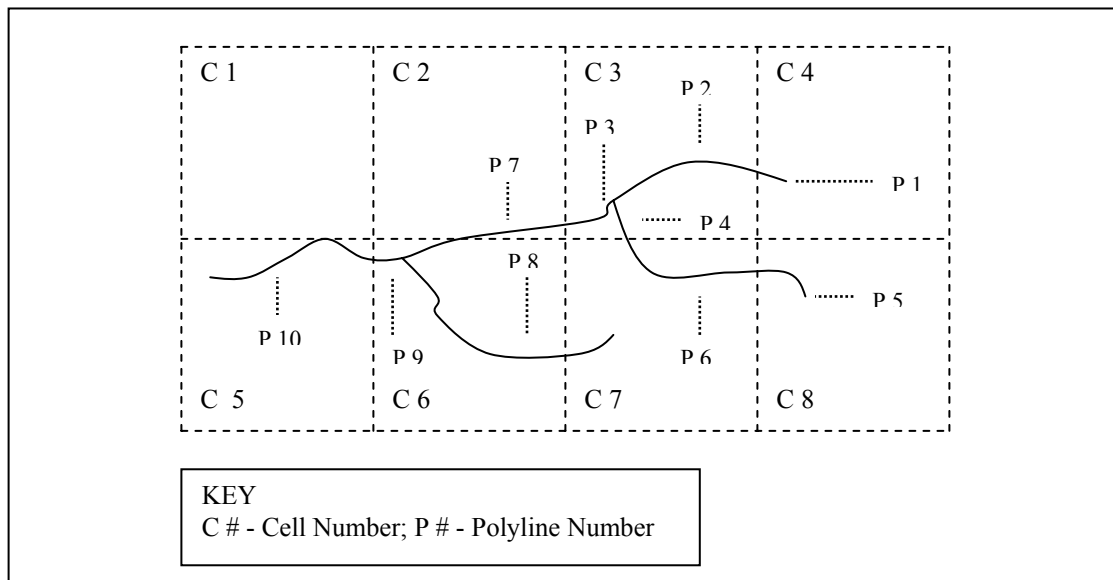 C 1
C 2
C 3
C 4
P 2
P 3
P 7
P 1
P 4
P 8
P 5
P 10
P 9
P 6
C 5
C 6
C 7
C 8
KEY
C # - Cell Number; P # - Polyline Number